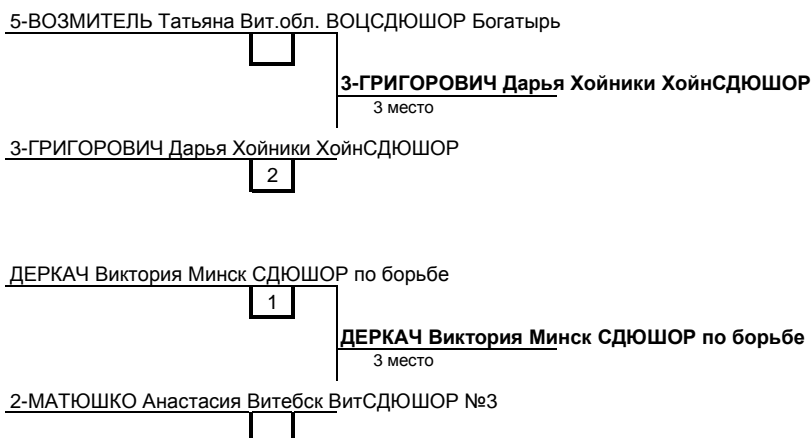 5-ВОЗМИТЕЛЬ Татьяна Вит.обл. ВОЦСДЮШОР Богатырь
3-ГРИГОРОВИЧ Дарья Хойники ХойнСДЮШОР
3 место
3-ГРИГОРОВИЧ Дарья Хойники ХойнСДЮШОР
2
ДЕРКАЧ Виктория Минск СДЮШОР по борьбе
1
ДЕРКАЧ Виктория Минск СДЮШОР по борьбе
3 место
2-МАТЮШКО Анастасия Витебск ВитСДЮШОР №3